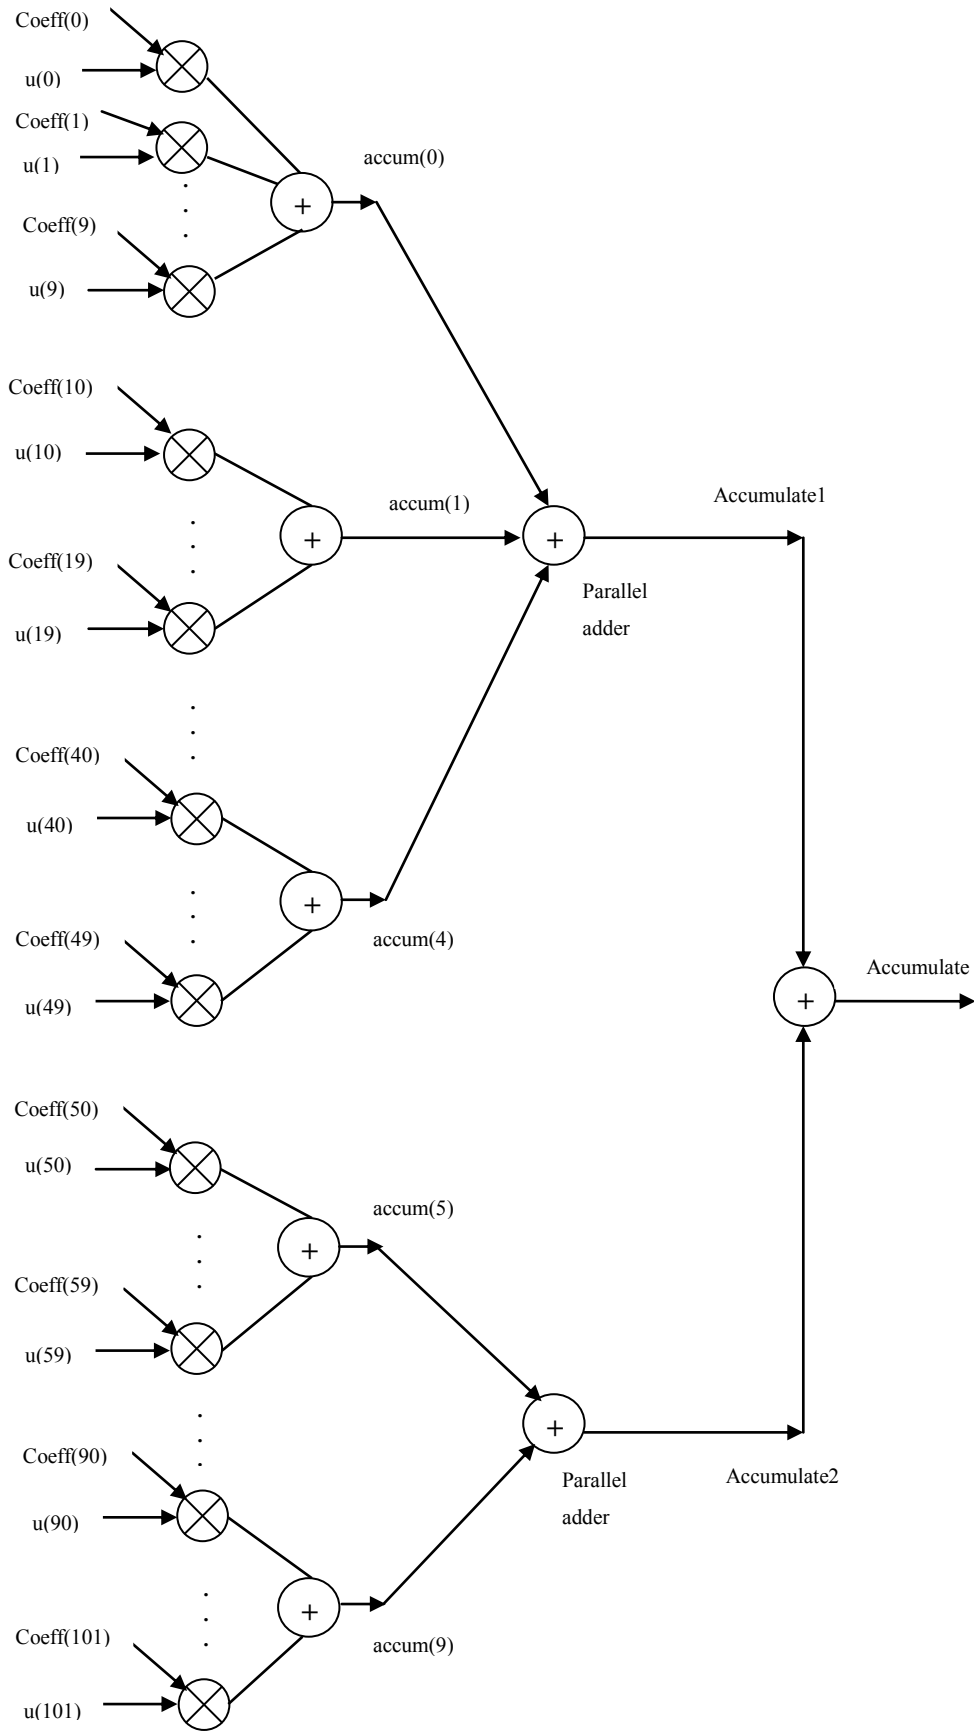 Coeff(0)
u(0)
Coeff(1)
u(1)
accum(0)
Coeff(9)
+
u(9)
Coeff(10)
u(10)
accum(1)
Accumulate1
+
+
Coeff(19)
u(19)
Parallel
adder
Coeff(40)
u(40)
+
accum(4)
Coeff(49)
u(49)
Accumulate
+
Coeff(50)
u(50)
accum(5)
+
Coeff(59)
u(59)
+
Coeff(90)
u(90)
Parallel
adder
Accumulate2
+
accum(9)
Coeff(101)
u(101)